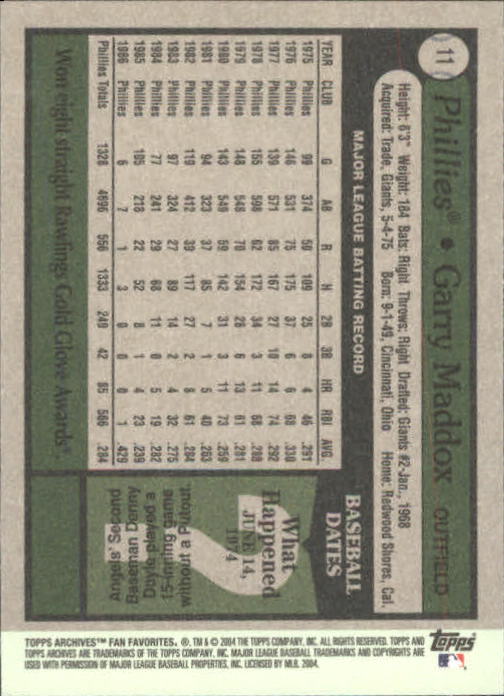 11
Phillies® • Garry Maddox OUTFIELD
Height: 6'3" Weight: 184 Bats: Right Throws: Right Drafted: Giants #2-Jan., 1968
Acquired: Trade, Giants, 5-4-75 Born: 9-1-49, Cincinnati, Ohio Home: Redwood Shores, Cal.
MAJOR LEAGUE BATTING RECORD
YEAR CLUB G AB R H 2B 3B HR RBI AVG.
1975 Phillies 99 374 50 109 25 8 4 46 .291
1976 Phillies 146 531 75 175 37 6 6 68 .330
1977 Phillies 139 571 85 167 27 10 14 74 .292
1978 Phillies 155 598 62 172 34 3 11 68 .288
1979 Phillies 148 548 70 154 28 6 13 61 .281
1980 Phillies 143 549 59 142 31 3 11 73 .259
1981 Phillies 94 323 37 85 7 1 5 40 .263
1982 Phillies 119 412 39 117 27 2 8 61 .284
1983 Phillies 97 324 27 89 14 2 4 32 .275
1984 Phillies 77 241 29 68 11 0 5 19 .282
1985 Phillies 105 218 22 52 8 1 4 23 .239
1986 Phillies 6 7 1 3 0 0 0 1 .429
Phillies Totals 1328 4696 556 1333 249 42 85 566 .284
Won eight straight Rawlings Gold Glove Awards®.
BASEBALL
DATES
What
Happened
JUNE 14,
1974
?
Angels' Second
Baseman Denny
Doyle played a
15-inning game
without a Putout.
TOPPS ARCHIVES™ FAN FAVORITES. ®, TM & © 2004 THE TOPPS COMPANY, INC. ALL RIGHTS RESERVED. TOPPS AND
TOPPS ARCHIVES ARE TRADEMARKS OF THE TOPPS COMPANY, INC. MAJOR LEAGUE BASEBALL TRADEMARKS AND COPYRIGHTS ARE
USED WITH PERMISSION OF MAJOR LEAGUE BASEBALL PROPERTIES, INC. LICENSED BY MLB 2004.
Topps